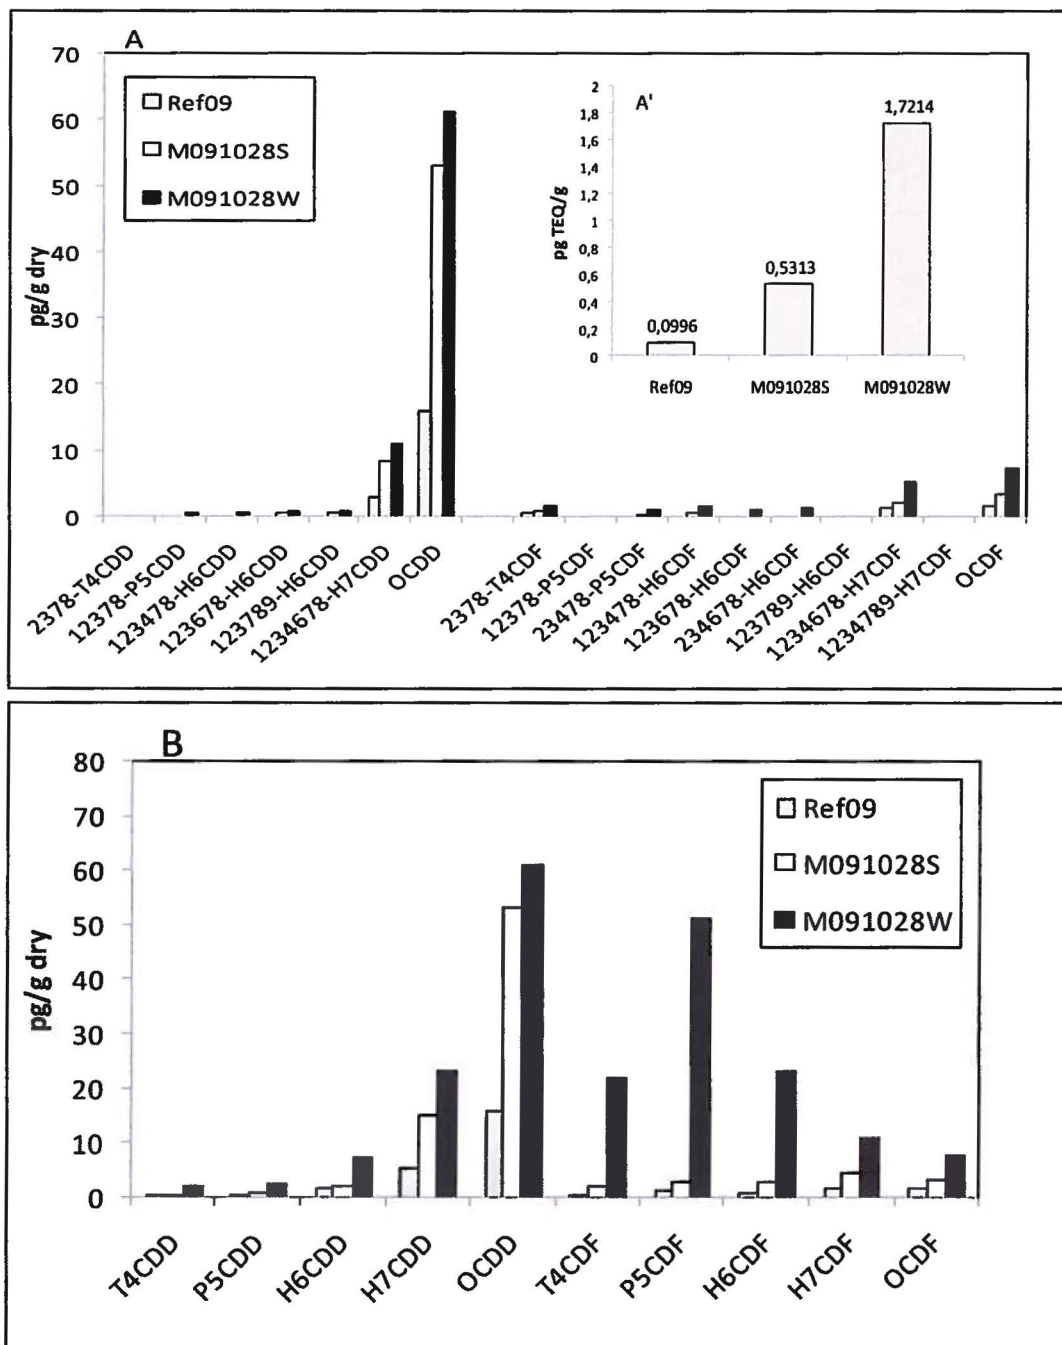 A
70
60
50
40
30
20
10
0
pg/g dry
Ref09
M091028S
M091028W
A'
2
1,8
1,6
1,4
1,2
1
0,8
0,6
0,4
0,2
0
pg TEQ/g
0,0996
0,5313
1,7214
Ref09
M091028S
M091028W
2378-T4CDD
12378-P5CDD
123478-H6CDD
123678-H6CDD
123789-H6CDD
1234678-H7CDD
OCDD
2378-T4CDF
12378-P5CDF
23478-P5CDF
123478-H6CDF
123678-H6CDF
234678-H6CDF
123789-H6CDF
1234678-H7CDF
1234789-H7CDF
OCDF
B
80
70
60
50
40
30
20
10
0
pg/g dry
Ref09
M091028S
M091028W
T4CDD
P5CDD
H6CDD
H7CDD
OCDD
T4CDF
P5CDF
H6CDF
H7CDF
OCDF